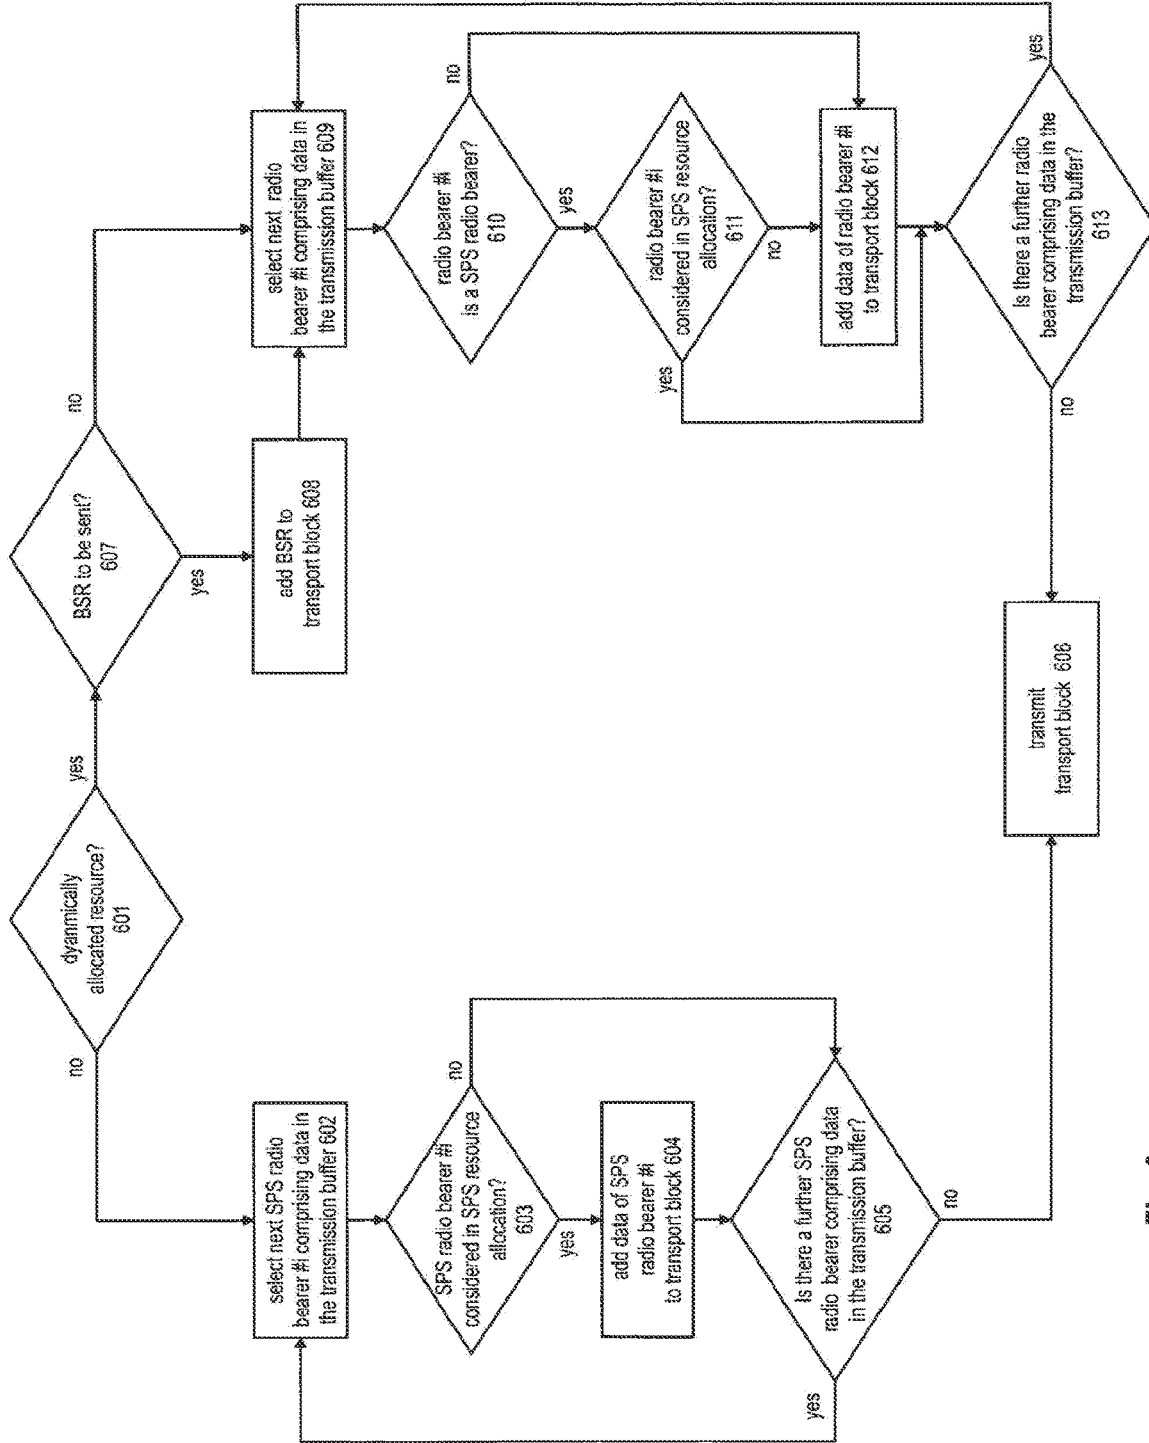 dyanmically
allocated resource?
601
no
yes
select next SPS radio
bearer #i comprising data in
the transmission buffer 602
SPS radio bearer #i
considered in SPS resource
allocation?
603
no
yes
add data of SPS
radio bearer #i
to transport block 604
Is there a further SPS
radio bearer comprising data
in the transmission buffer?
605
yes
no
transmit
transport block 606
BSR to be sent?
607
no
yes
add BSR to
transport block 608
select next radio
bearer #i comprising data in
the transmission buffer 609
radio bearer #i
is a SPS radio bearer?
610
no
yes
radio bearer #i
considered in SPS resource
allocation?
611
yes
no
add data of radio bearer #i
to transport block 612
Is there a further radio
bearer comprising data in the
transmission buffer?
613
yes
no